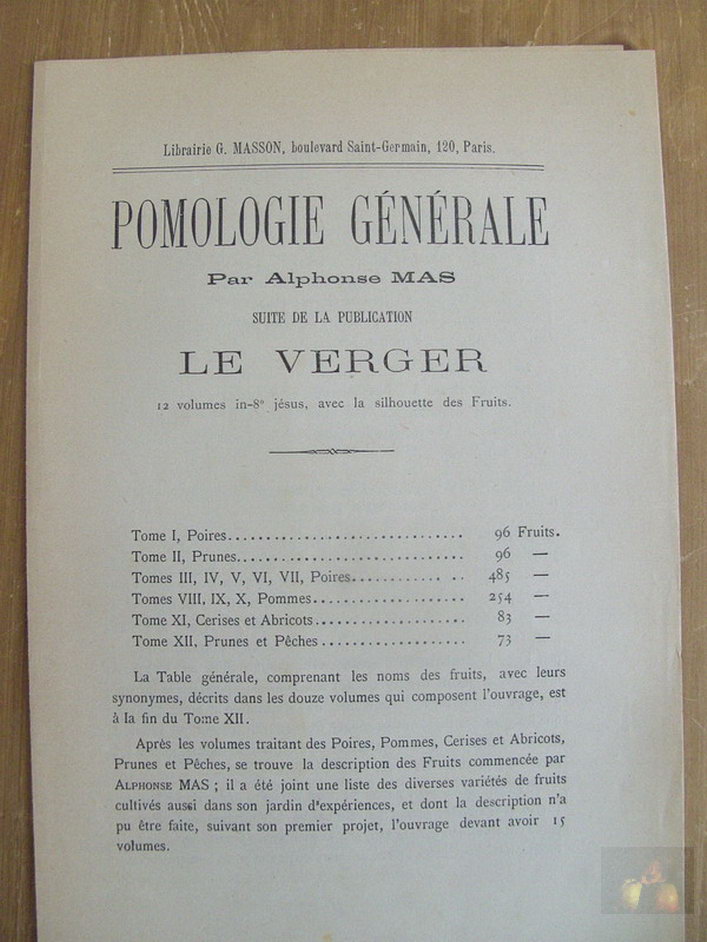 Librairie G. MASSON, boulevard Saint-Germain, 120, Paris.
POMOLOGIE GÉNÉRALE
Par Alphonse MAS
SUITE DE LA PUBLICATION
LE VERGER
12 volumes in-8º jésus, avec la silhouette des Fruits.
Tome I, Poires.............................. 96 Fruits.
Tome II, Prunes............................. 96 —
Tomes III, IV, V, VI, VII, Poires........... .. 485 —
Tomes VIII, IX, X, Pommes.................... 254 —
Tome XI, Cerises et Abricots.................... 83 —
Tome XII, Prunes et Pêches ................... 73 —
La Table générale, comprenant les noms des fruits, avec leurs
synonymes, décrits dans les douze volumes qui composent l'ouvrage, est
à la fin du Tome XII.
Après les volumes traitant des Poires, Pommes, Cerises et Abricots,
Prunes et Pêches, se trouve la description des Fruits commencée par
ALPHONSE MAS ; il a été joint une liste des diverses variétés de fruits
cultivés aussi dans son jardin d'expériences, et dont la description n'a
pu être faite, suivant son premier projet, l'ouvrage devant avoir 15
volumes.